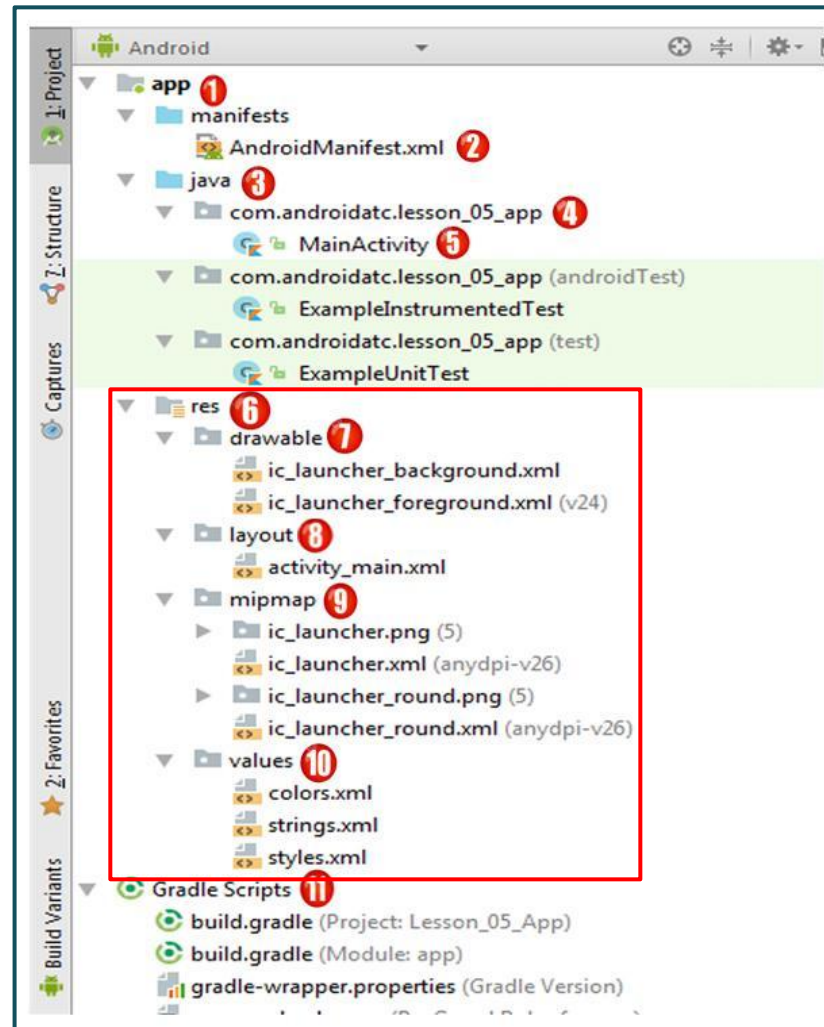 Android
1: Project
7: Structure
Captures
2: Favorites
Build Variants
app 1
manifests
AndroidManifest.xml 2
java 3
com.androidatc.lesson_05_app 4
MainActivity 5
com.androidatc.lesson_05_app (androidTest)
ExampleInstrumentedTest
com.androidatc.lesson_05_app (test)
ExampleUnitTest
res 6
drawable 7
ic_launcher_background.xml
ic_launcher_foreground.xml (v24)
layout 8
activity_main.xml
mipmap 9
ic_launcher.png (5)
ic_launcher.xml (anydpi-v26)
ic_launcher_round.png (5)
ic_launcher_round.xml (anydpi-v26)
values 10
colors.xml
strings.xml
styles.xml
Gradle Scripts 11
build.gradle (Project: Lesson_05_App)
build.gradle (Module: app)
gradle-wrapper.properties (Gradle Version)